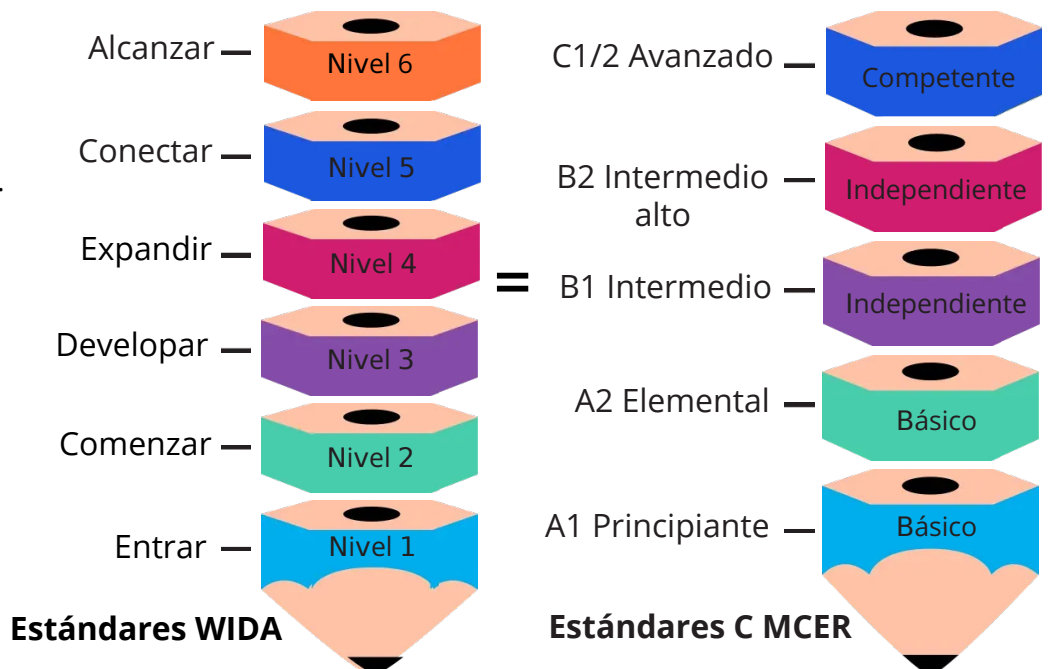 Alcanzar
Nivel 6
Conectar
Nivel 5
Expandir
Nivel 4
Developar
Nivel 3
Comenzar
Nivel 2
Entrar
Nivel 1
Estándares WIDA
=
C1/2 Avanzado
Competente
B2 Intermedio
alto
Independiente
B1 Intermedio
Independiente
A2 Elemental
Básico
A1 Principiante
Básico
Estándares C MCER